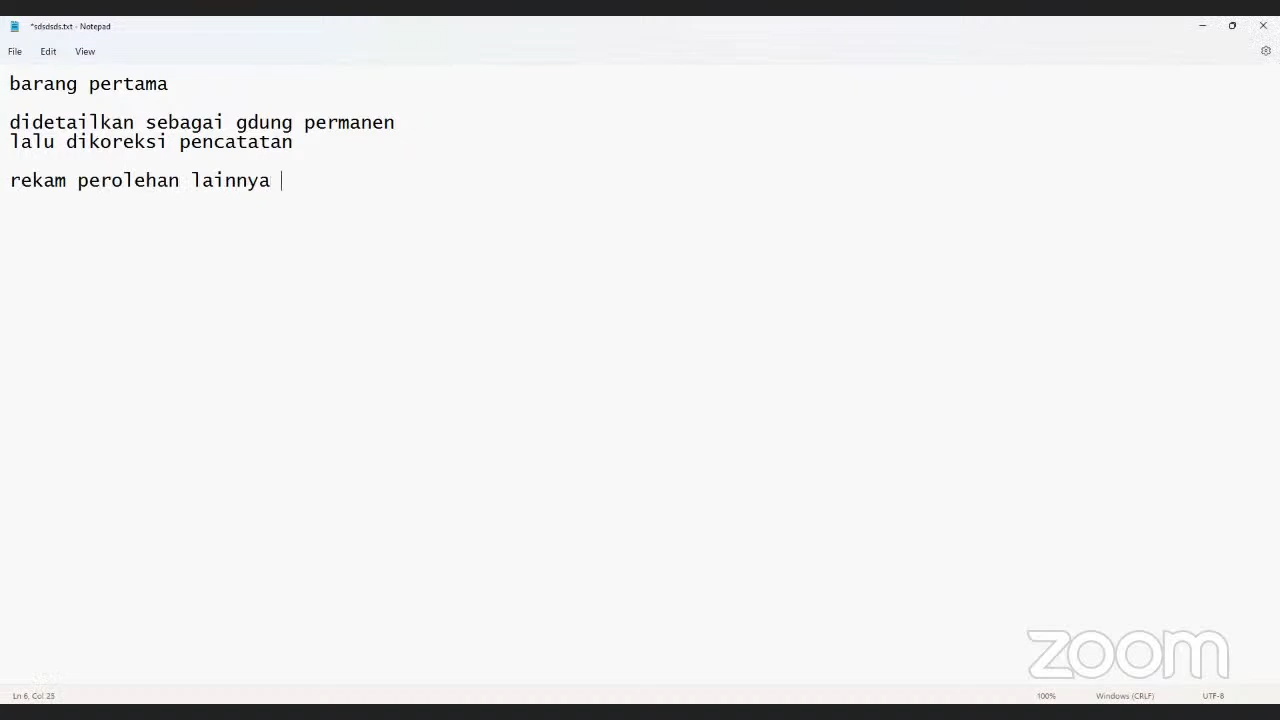 *sdsdsds.txt - Notepad
File Edit View
barang pertama
didetailkan sebagai gdung permanen
lalu dikoreksi pencatatan
rekam perolehan lainnya
zoom
Ln 6, Col 25 100% Windows (CRLF) UTF-8